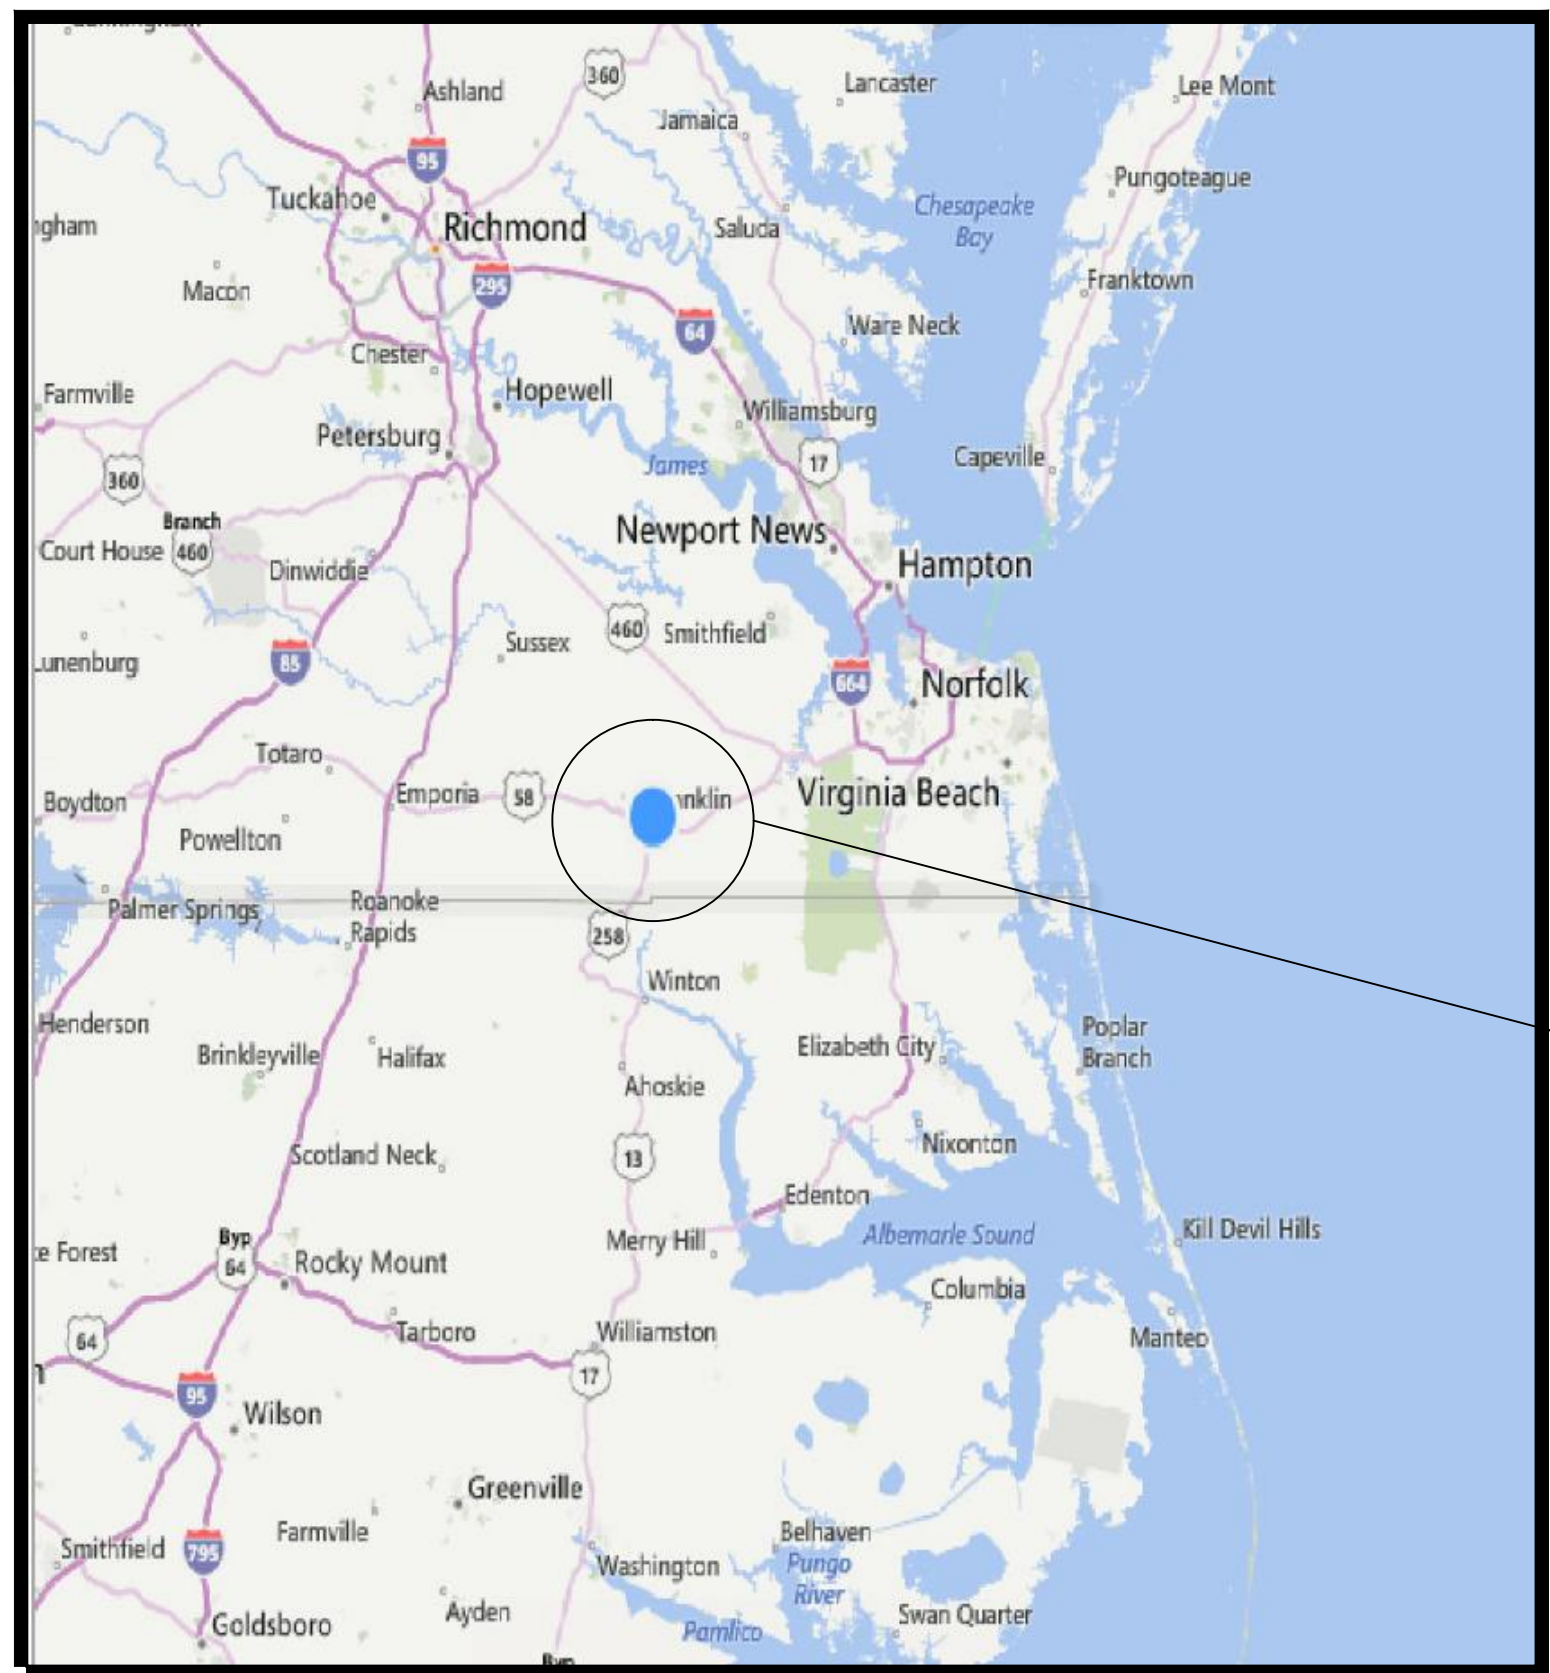 360
Lancaster
Lee Mont
Ashland
Jamaica
95
Pungoteague
Tuckahoe
Chesapeake
Bay
Richmond
Saluda
Macon
295
Franktown
64
Ware Neck
Chester
Farmville
Hopewell
Williamsburg
Petersburg
James
17
Capeville
360
Branch
Newport News
Court House
460
Dinwiddie
Hampton
460
Smithfield
Sussex
85
664
Norfolk
Totaro
Boydton
Emporia
58
Virginia Beach
Powellton
Palmer Springs
Roanoke
Rapids
258
Winton
Henderson
Brinkleyville
Halifax
Elizabeth City
Poplar
Branch
Ahoskie
Nixonton
Scotland Neck
13
Edenton
Albemarle Sound
Kill Devil Hills
Merry Hill
Byp
64
Rocky Mount
Columbia
64
Tarboro
Williamston
Manteo
17
95
Wilson
Greenville
Farmville
Belhaven
Smithfield
795
Washington
Pungo
River
Ayden
Swan Quarter
Goldsboro
Pamlico